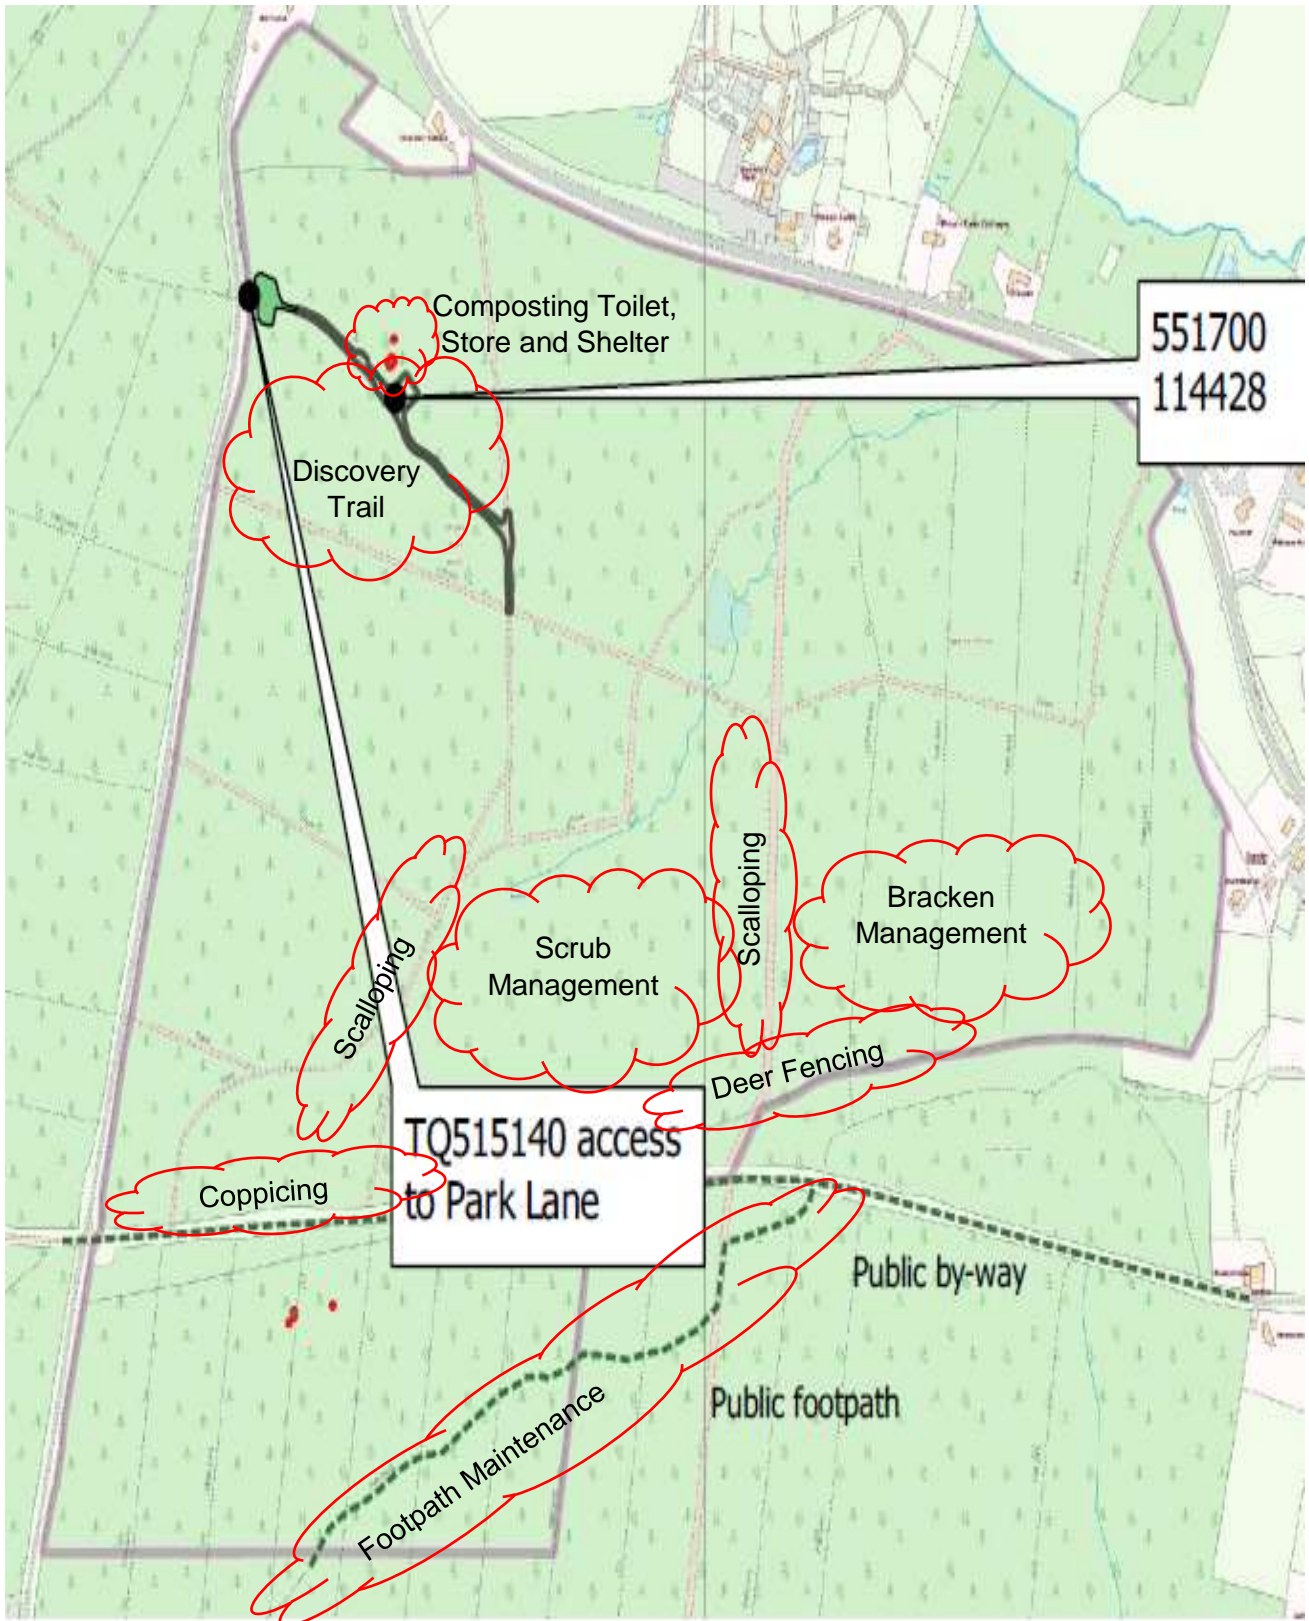 Composting Toilet,
Store and Shelter
551700
114428
Discovery
Trail
Scalloping
Bracken
Management
Scalloping
Scrub
Management
Deer Fencing
TQ515140 access
to Park Lane
Coppicing
Public by-way
Public footpath
Footpath Maintenance